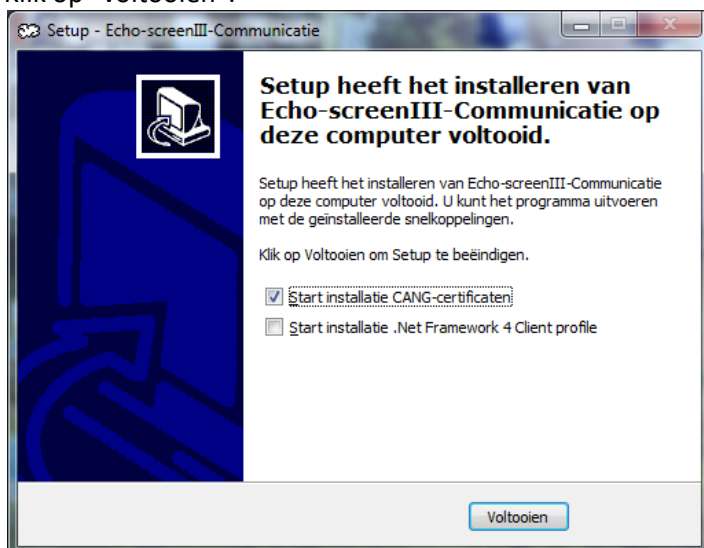 Klik op "Voltooien".
Setup - Echo-screenIII-Communicatie
Setup heeft het installeren van
Echo-screenIII-Communicatie op
deze computer voltooid.
Setup heeft het installeren van Echo-screenIII-Communicatie
op deze computer voltooid. U kunt het programma uitvoeren
met de geïnstalleerde snelkoppelingen.
Klik op Voltooien om Setup te beëindigen.
Start installatie CANG-certificaten
Start installatie .Net Framework 4 Client profile
Voltooien